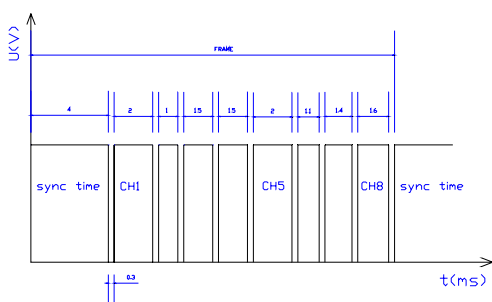 U(V)
FRAME
4 2 1 1.5 1.5 2 1.1 1.4 1.6
sync time CH1 CH5 CH8 sync time
t(ms)
0.3